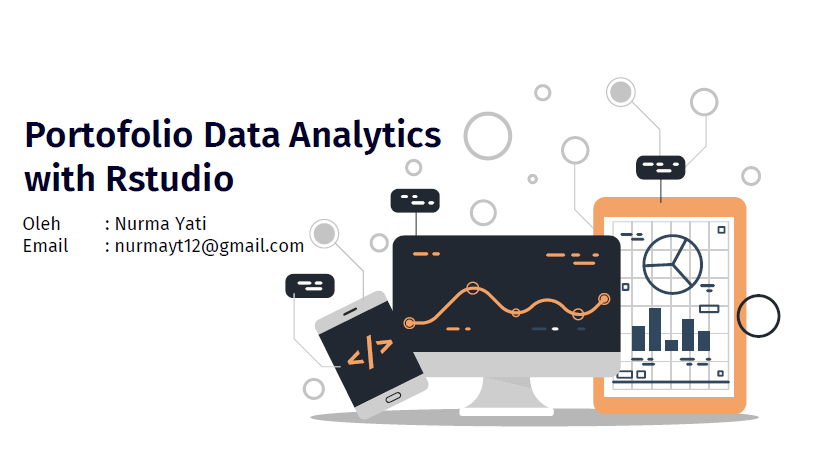 Portofolio Data Analytics
with Rstudio
Oleh : Nurma Yati
Email : nurmayt12@gmail.com
</>